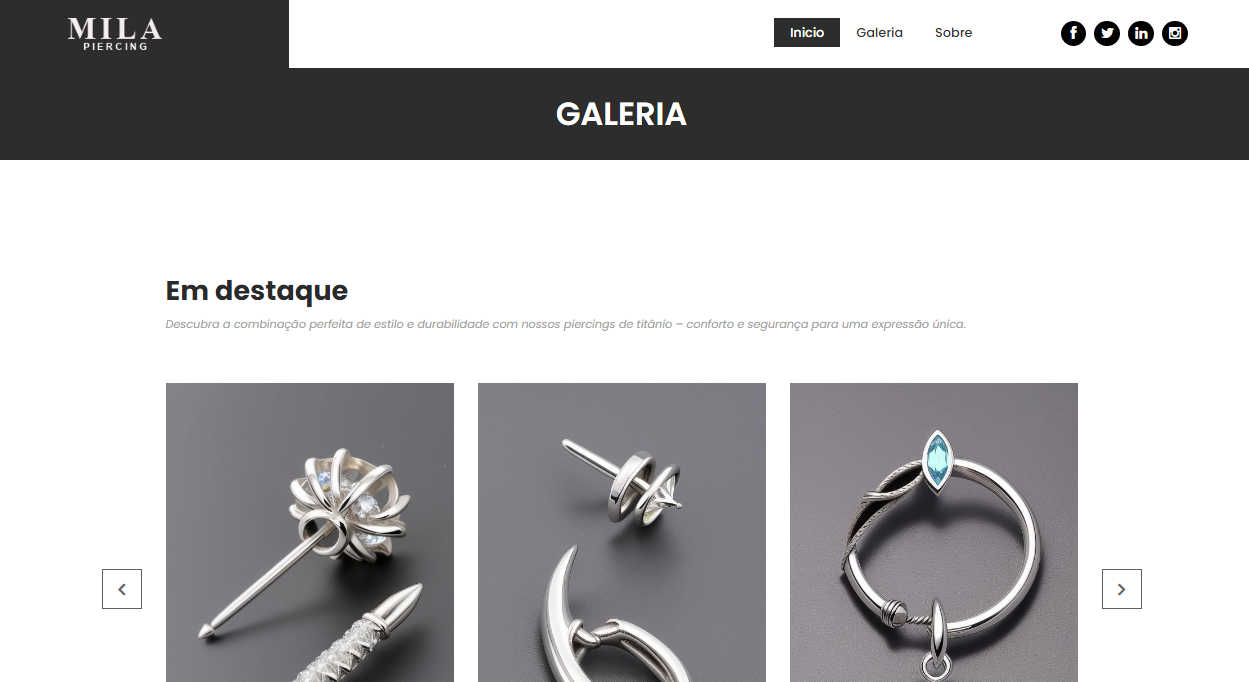 MILA
PIERCING
Inicio Galeria Sobre
GALERIA
Em destaque
Descubra a combinação perfeita de estilo e durabilidade com nossos piercings de titânio – conforto e segurança para uma expressão única.